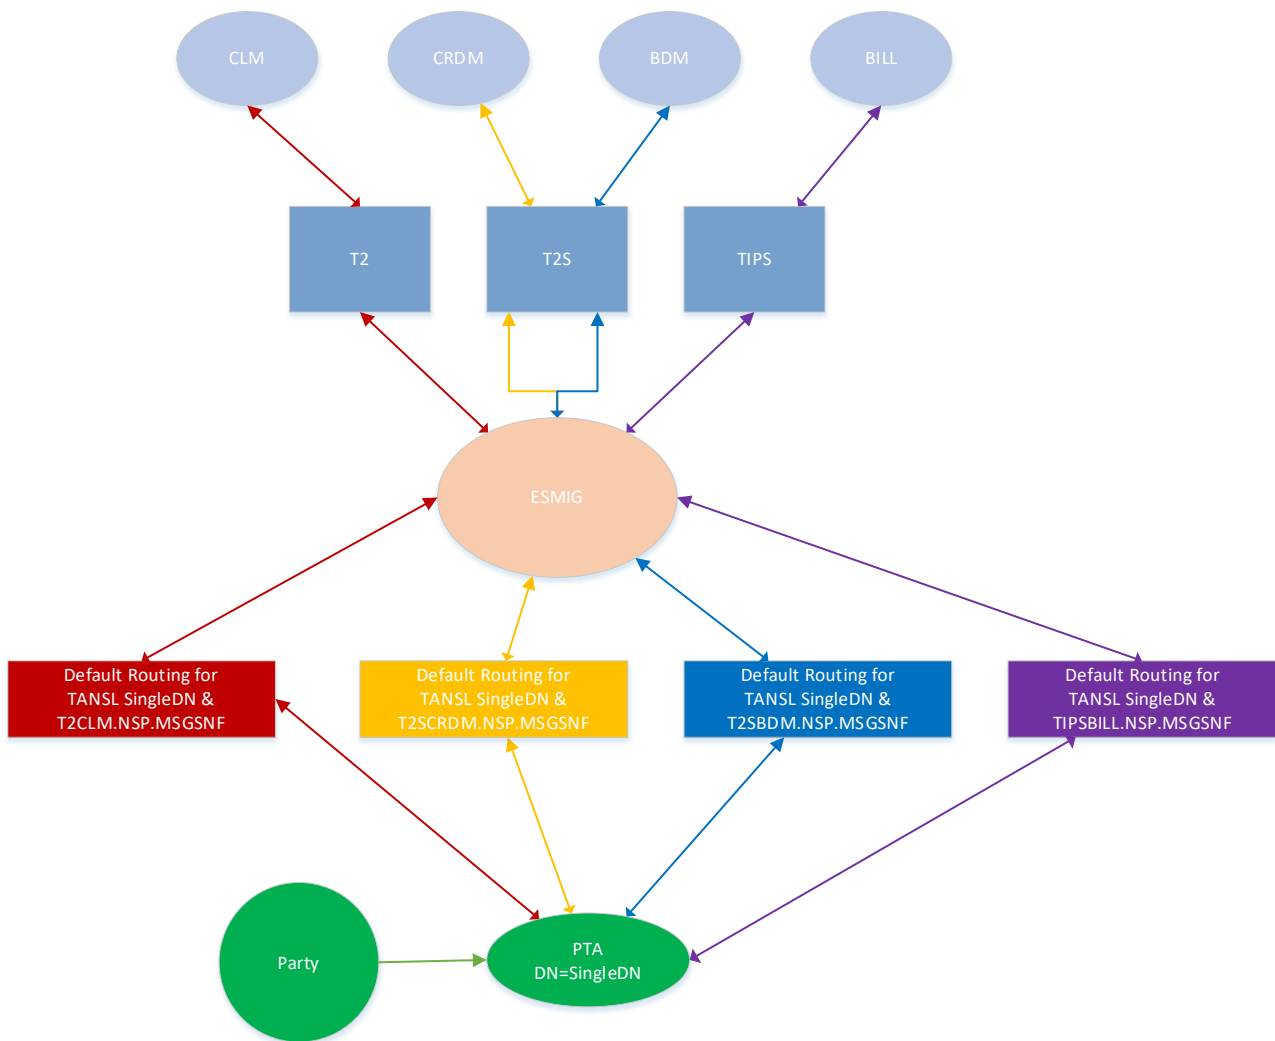 CLM
CRDM
BDM
BILL
T2
T2S
TIPS
ESMIG
Default Routing for
TANSL SingleDN &
T2CLM.NSP.MSGSNF
Default Routing for
TANSL SingleDN &
T2SCRDM.NSP.MSGSNF
Default Routing for
TANSL SingleDN &
T2SBDM.NSP.MSGSNF
Default Routing for
TANSL SingleDN &
TIPSBILL.NSP.MSGSNF
Party
PTA
DN=SingleDN